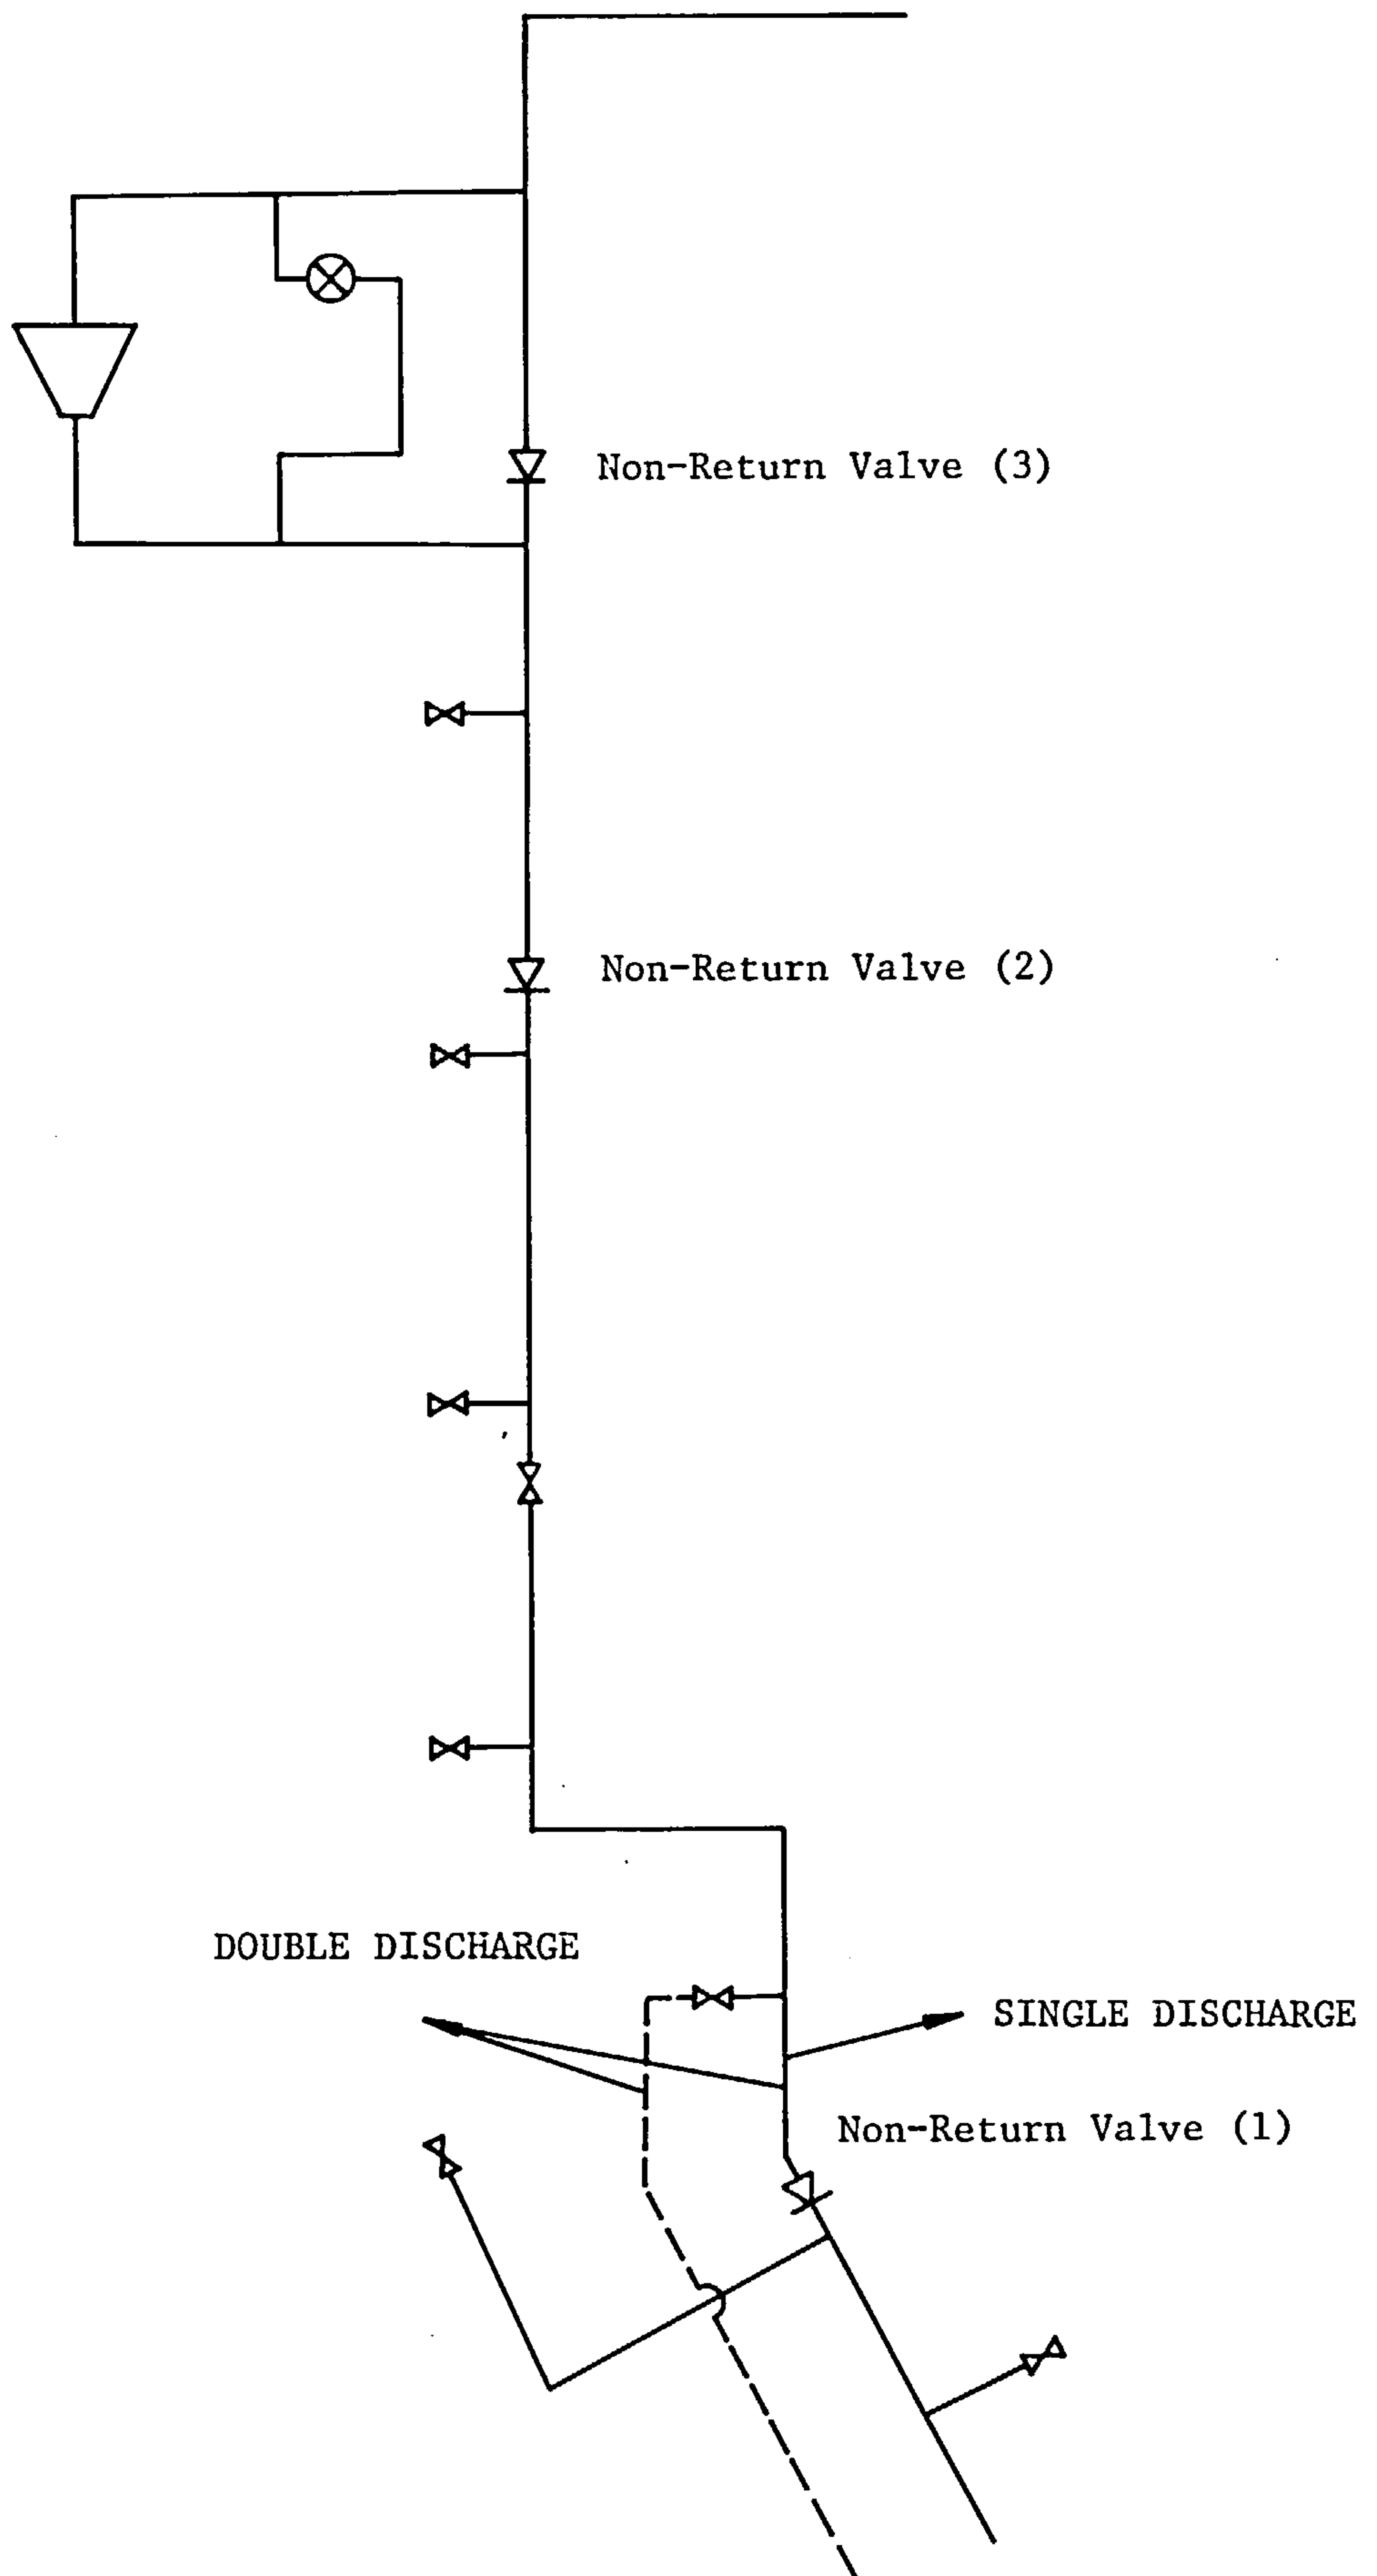 Non-Return Valve (3)
Non-Return Valve (2)
DOUBLE DISCHARGE
SINGLE DISCHARGE
Non-Return Valve (1)